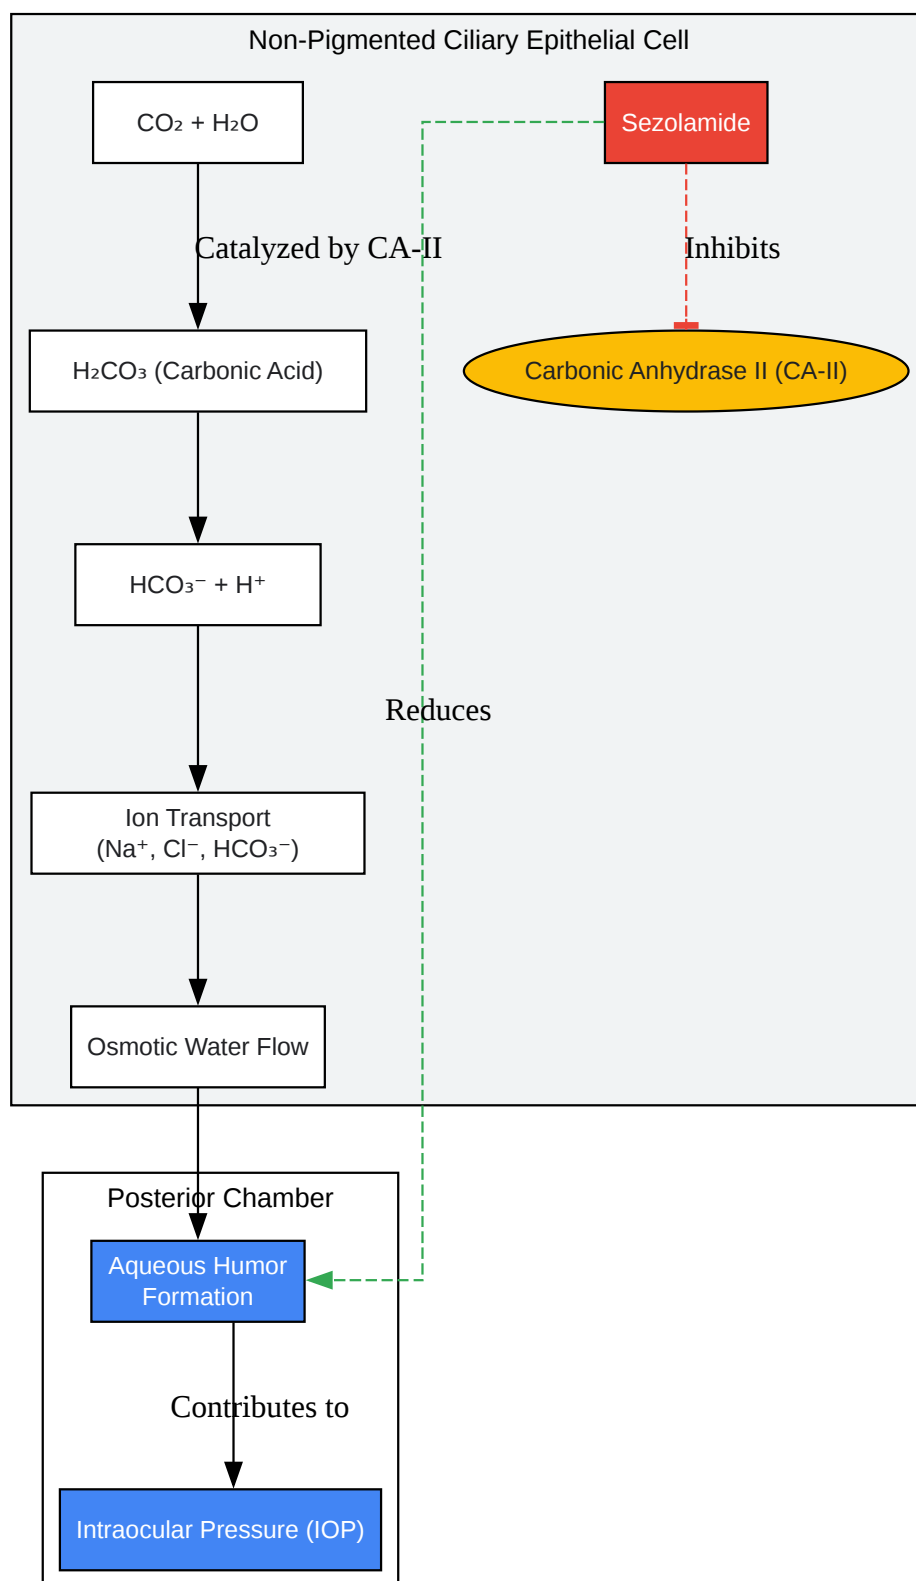 Non-Pigmented Ciliary Epithelial Cell
CO₂ + H₂O
Sezolamide
Catalyzed by CA-II
Inhibits
H₂CO₃ (Carbonic Acid)
Carbonic Anhydrase II (CA-II)
HCO₃⁻ + H⁺
Reduces
Ion Transport
(Na⁺, Cl⁻, HCO₃⁻)
Osmotic Water Flow
Posterior Chamber
Aqueous Humor
Formation
Contributes to
Intraocular Pressure (IOP)